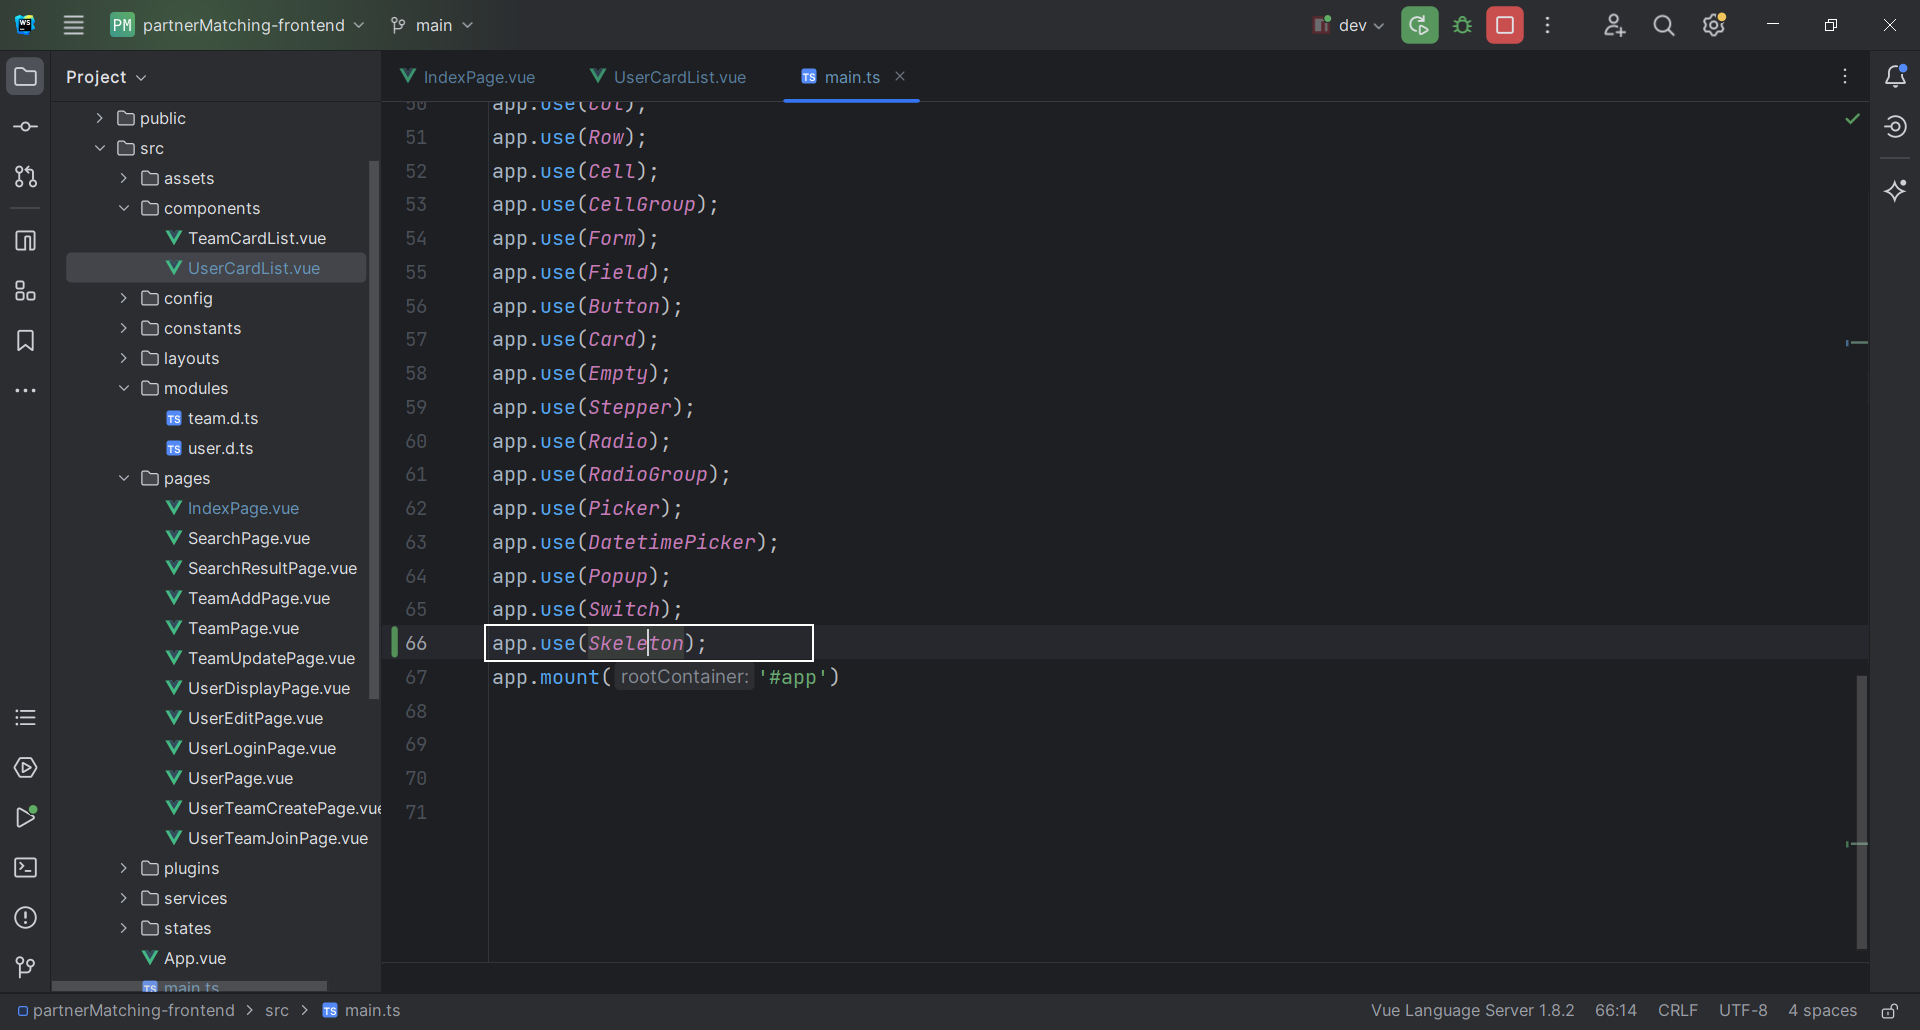 WS
PM partnerMatching-frontend main dev
Project
IndexPage.vue UserCardList.vue TS main.ts
public
src
assets
components
TeamCardList.vue
UserCardList.vue
config
constants
layouts
modules
TS team.d.ts
TS user.d.ts
pages
IndexPage.vue
SearchPage.vue
SearchResultPage.vue
TeamAddPage.vue
TeamPage.vue
TeamUpdatePage.vue
UserDisplayPage.vue
UserEditPage.vue
UserLoginPage.vue
UserPage.vue
UserTeamCreatePage.vue
UserTeamJoinPage.vue
plugins
services
states
App.vue
TS main.ts
50 app.use(Col);
51 app.use(Row);
52 app.use(Cell);
53 app.use(CellGroup);
54 app.use(Form);
55 app.use(Field);
56 app.use(Button);
57 app.use(Card);
58 app.use(Empty);
59 app.use(Stepper);
60 app.use(Radio);
61 app.use(RadioGroup);
62 app.use(Picker);
63 app.use(DatetimePicker);
64 app.use(Popup);
65 app.use(Switch);
66 app.use(Skeleton);
67 app.mount( rootContainer: '#app')
68
69
70
71
partnerMatching-frontend > src > TS main.ts
Vue Language Server 1.8.2 66:14 CRLF UTF-8 4 spaces